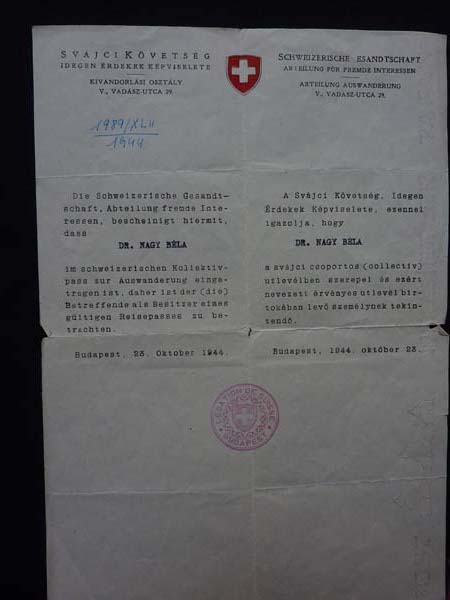 SVÁJCI KÖVETSÉG
IDEGEN ÉRDEKEK KÉPVISELETE
KIVÁNDORLÁSI OSZTÁLY
V., VADÁSZ-UTCA 29.
SCHWEIZERISCHE ESANDTSCHAFT
ABTEILUNG FÜR FREMDE INTERESSEN
ABTEILUNG AUSWANDERUNG
V., VADÁSZ-UTCA 29.
1944
Die Schweizerische Gesandt-
schaft, Abteilung fremde Inte-
ressen, bescheinigt hiermit,
dass
DR. NAGY BÉLA
im schweizerischen Kollektiv-
pass zur Auswanderung einge-
tragen ist, daher ist der (die)
Betreffende als Besitzer eines
gültigen Reisepasses zu be-
trachten.
Budapest, 23. Oktober 1944.
A Svájci Követség, Idegen
Érdekek Képviselete, ezennel
igazolja, hogy
DR. NAGY BÉLA
a svájci csoportos (collectiv)
útlevélben szerepel és ezért
nevezett érvényes útlevél bir-
tokában levő személynek tekin-
tendő.
Budapest, 1944. október 23.
LÉGATION DE SUISSE
BUDAPEST